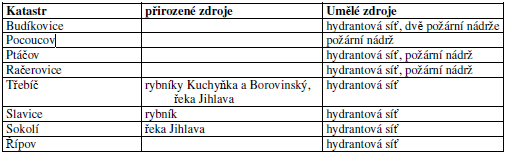 Katastr přirozené zdroje Umělé zdroje
Budíkovice hydrantová síť, dvě požární nádrže
Pocoucov požární nádrž
Ptáčov hydrantová síť, požární nádrž
Račerovice hydrantová síť, požární nádrž
Třebíč rybníky Kuchyňka a Borovinský, hydrantová síť
řeka Jihlava
Slavice rybník hydrantová síť
Sokolí řeka Jihlava hydrantová síť
Řípov hydrantová síť